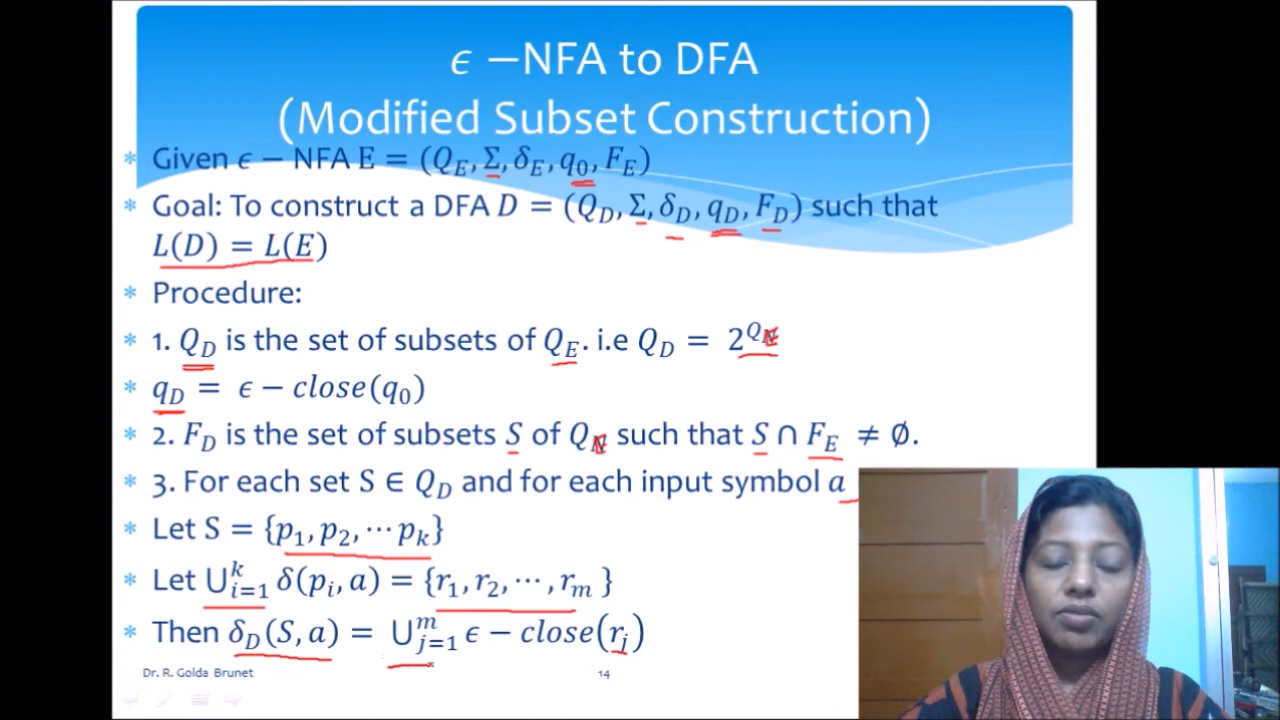 ϵ −NFA to DFA
(Modified Subset Construction)
* Given ϵ − NFA E = (Q_E, Σ, δ_E, q_0, F_E)
* Goal: To construct a DFA D = (Q_D, Σ, δ_D, q_D, F_D) such that
L(D) = L(E)
* Procedure:
* 1. Q_D is the set of subsets of Q_E. i.e Q_D = 2^Q
* q_D = ϵ − close(q_0)
* 2. F_D is the set of subsets S of Q such that S ∩ F_E ≠ ∅.
* 3. For each set S ∈ Q_D and for each input symbol a
* Let S = {p_1, p_2, ⋯ p_k}
* Let ⋃_{i=1}^k δ(p_i, a) = {r_1, r_2, ⋯, r_m }
* Then δ_D(S, a) = ⋃_{j=1}^m ϵ − close(r_j)
Dr. R. Golda Brunet
14